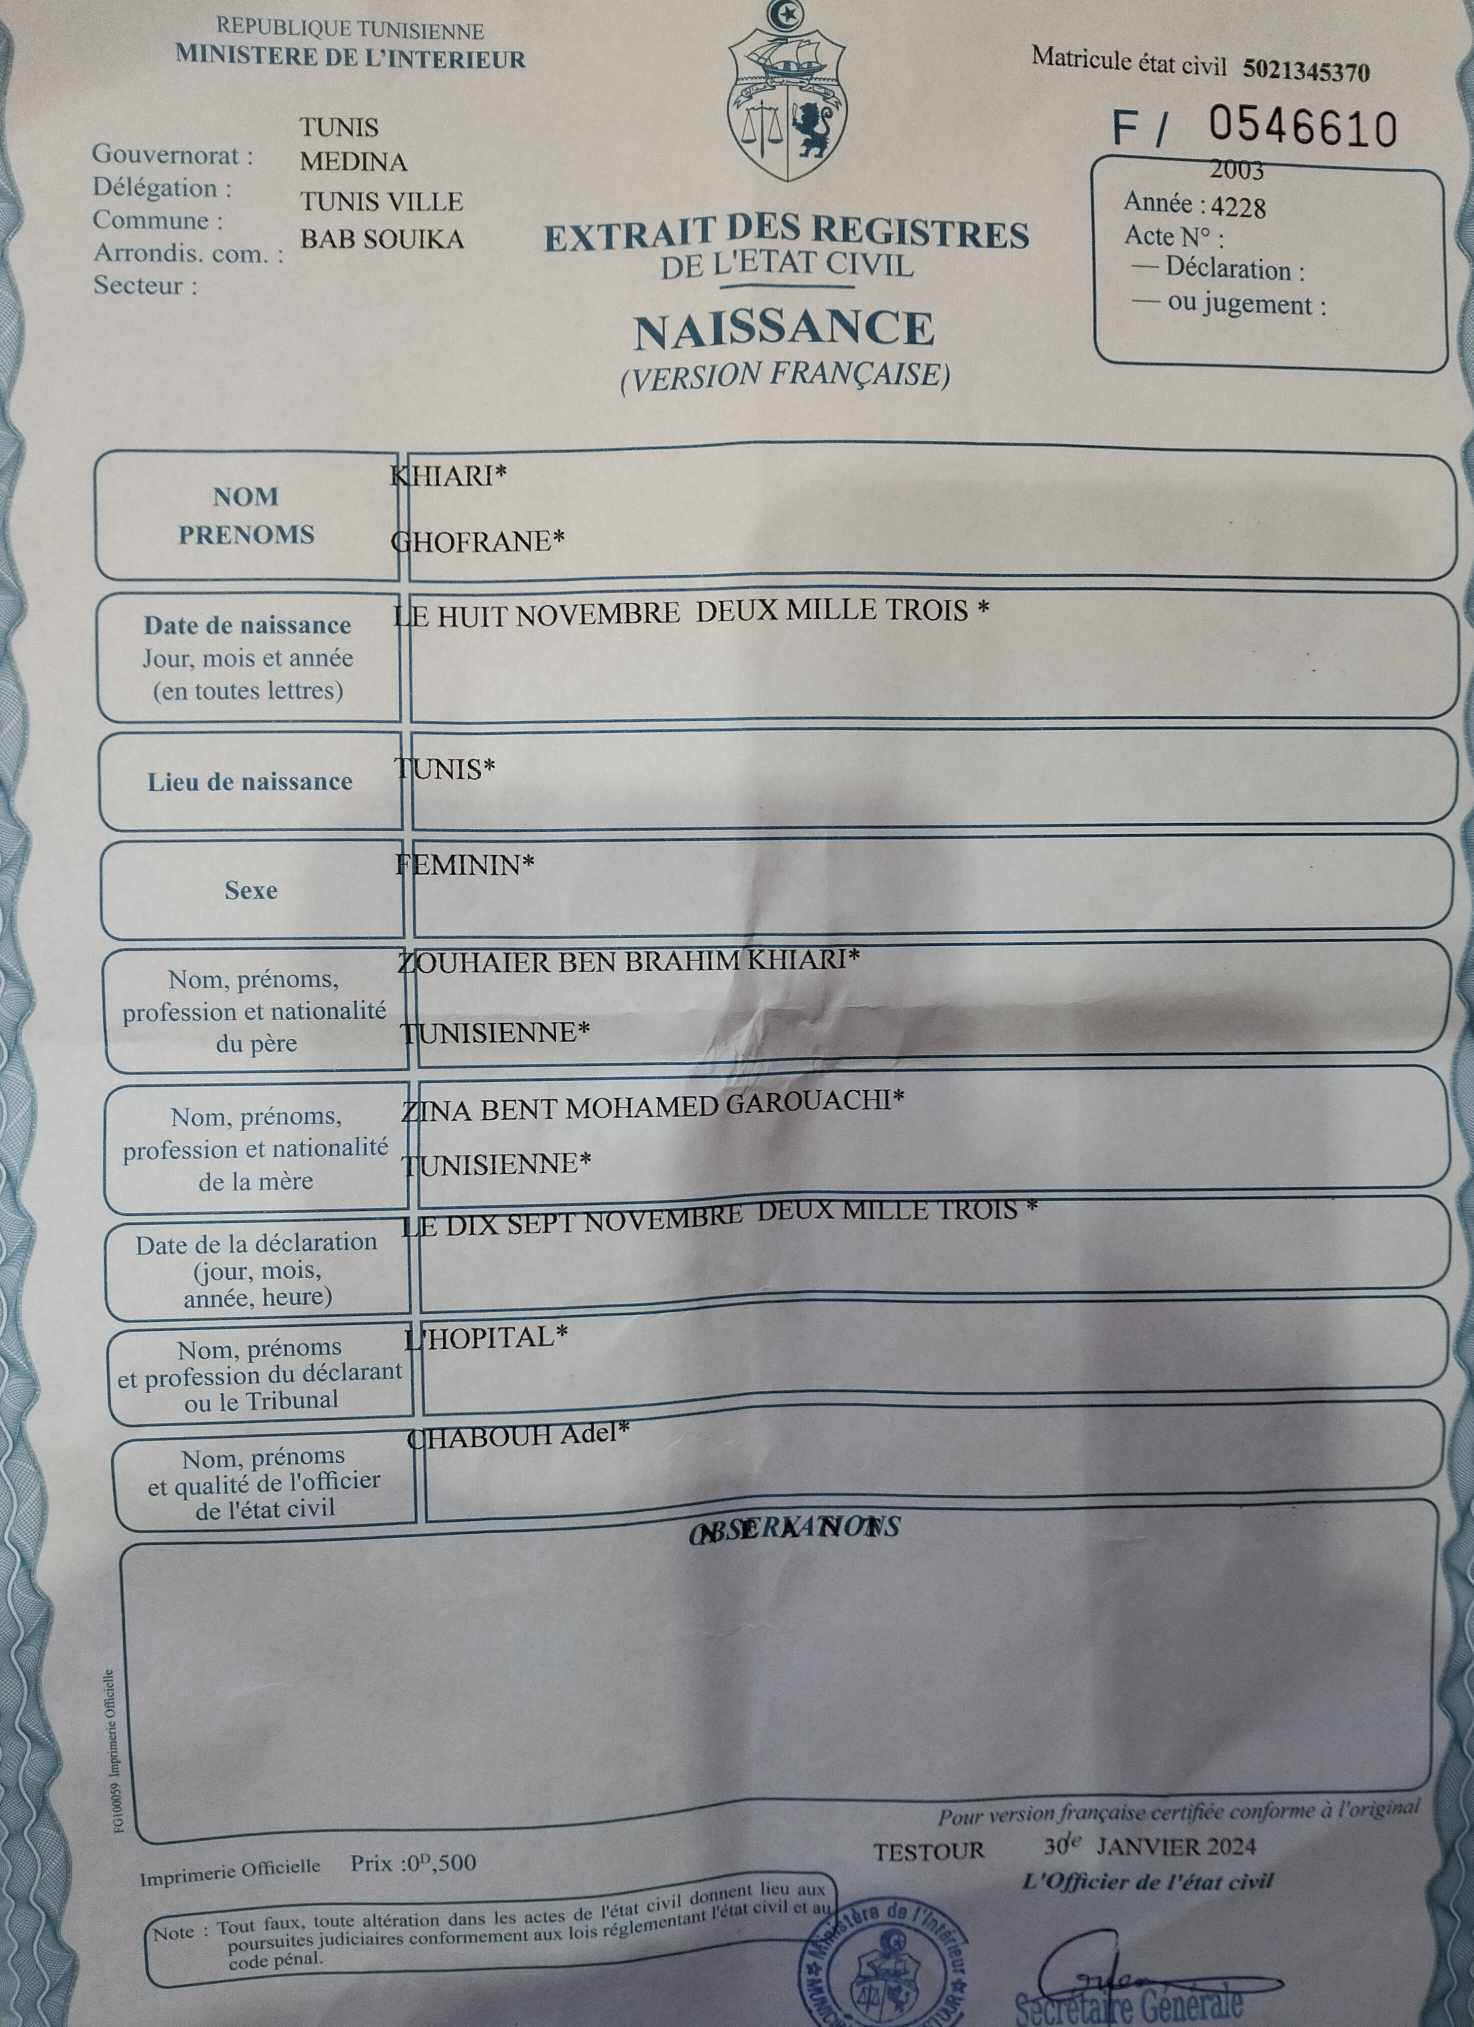 REPUBLIQUE TUNISIENNE
MINISTERE DE L'INTERIEUR
Matricule état civil 5021345370
F / 0546610
TUNIS
Gouvernorat : MEDINA
Délégation : TUNIS VILLE
Commune : BAB SOUIKA
Arrondis. com. :
Secteur :
2003
Année : 4228
Acte N° :
— Déclaration :
— ou jugement :
EXTRAIT DES REGISTRES
DE L'ETAT CIVIL
NAISSANCE
(VERSION FRANÇAISE)
NOM
PRENOMS
KHIARI*
GHOFRANE*
Date de naissance
Jour, mois et année
(en toutes lettres)
LE HUIT NOVEMBRE DEUX MILLE TROIS *
Lieu de naissance
TUNIS*
Sexe
FEMININ*
Nom, prénoms,
profession et nationalité
du père
ZOUHAIER BEN BRAHIM KHIARI*
TUNISIENNE*
Nom, prénoms,
profession et nationalité
de la mère
ZINA BENT MOHAMED GAROUACHI*
TUNISIENNE*
Date de la déclaration
(jour, mois,
année, heure)
LE DIX SEPT NOVEMBRE DEUX MILLE TROIS *
Nom, prénoms
et profession du déclarant
ou le Tribunal
L'HOPITAL*
Nom, prénoms
et qualité de l'officier
de l'état civil
CHABOUH Adel*
OBSERVATIONS
N E A N T
FG100059 Imprimerie Officielle
Pour version française certifiée conforme à l'original
TESTOUR 30 le JANVIER 2024
L'Officier de l'état civil
Imprimerie Officielle Prix :0D,500
Note : Tout faux, toute altération dans les actes de l'état civil donnent lieu aux
poursuites judiciaires conformement aux lois réglementant l'état civil et au
code pénal.
Ministère de l'Intérieur
Secrétaire Générale